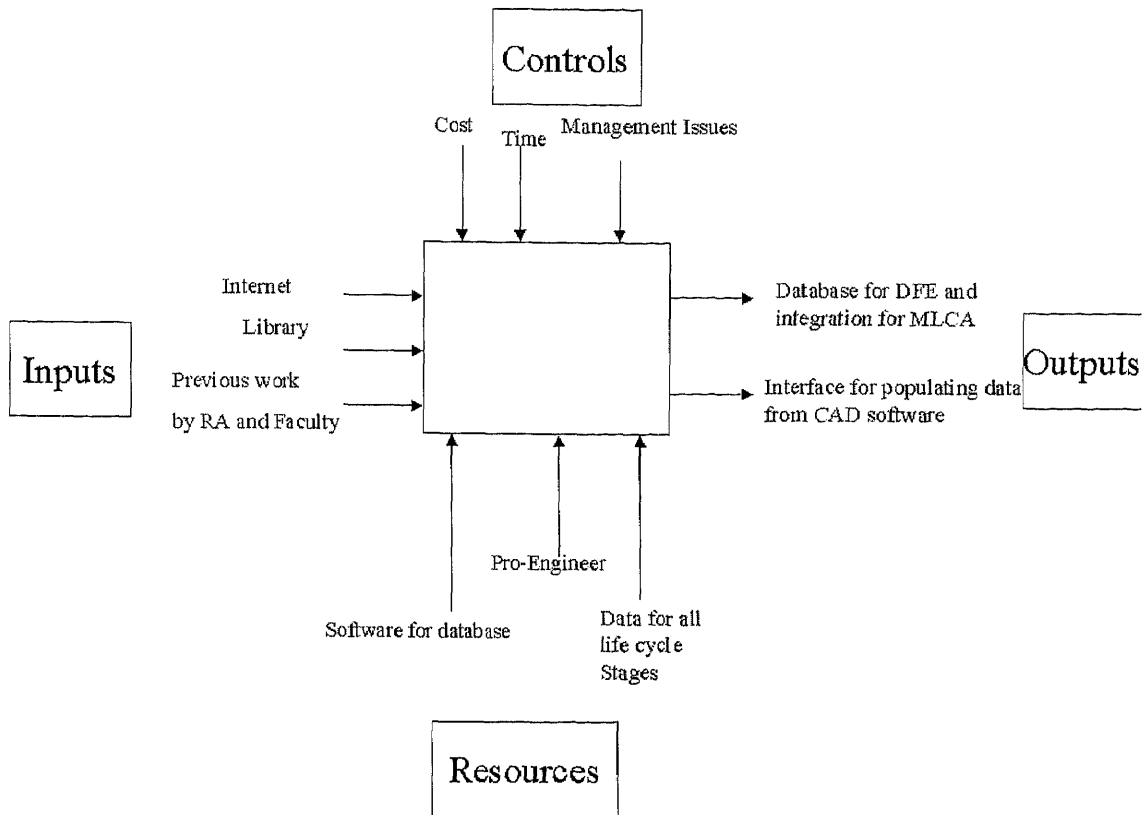 Controls
Cost
Time
Management Issues
Internet
Library
Previous work
by RA and Faculty
Inputs
Database for DFE and
integration for MLCA
Interface for populating data
from CAD software
Outputs
Pro-Engineer
Software for database
Data for all
life cycle
Stages
Resources